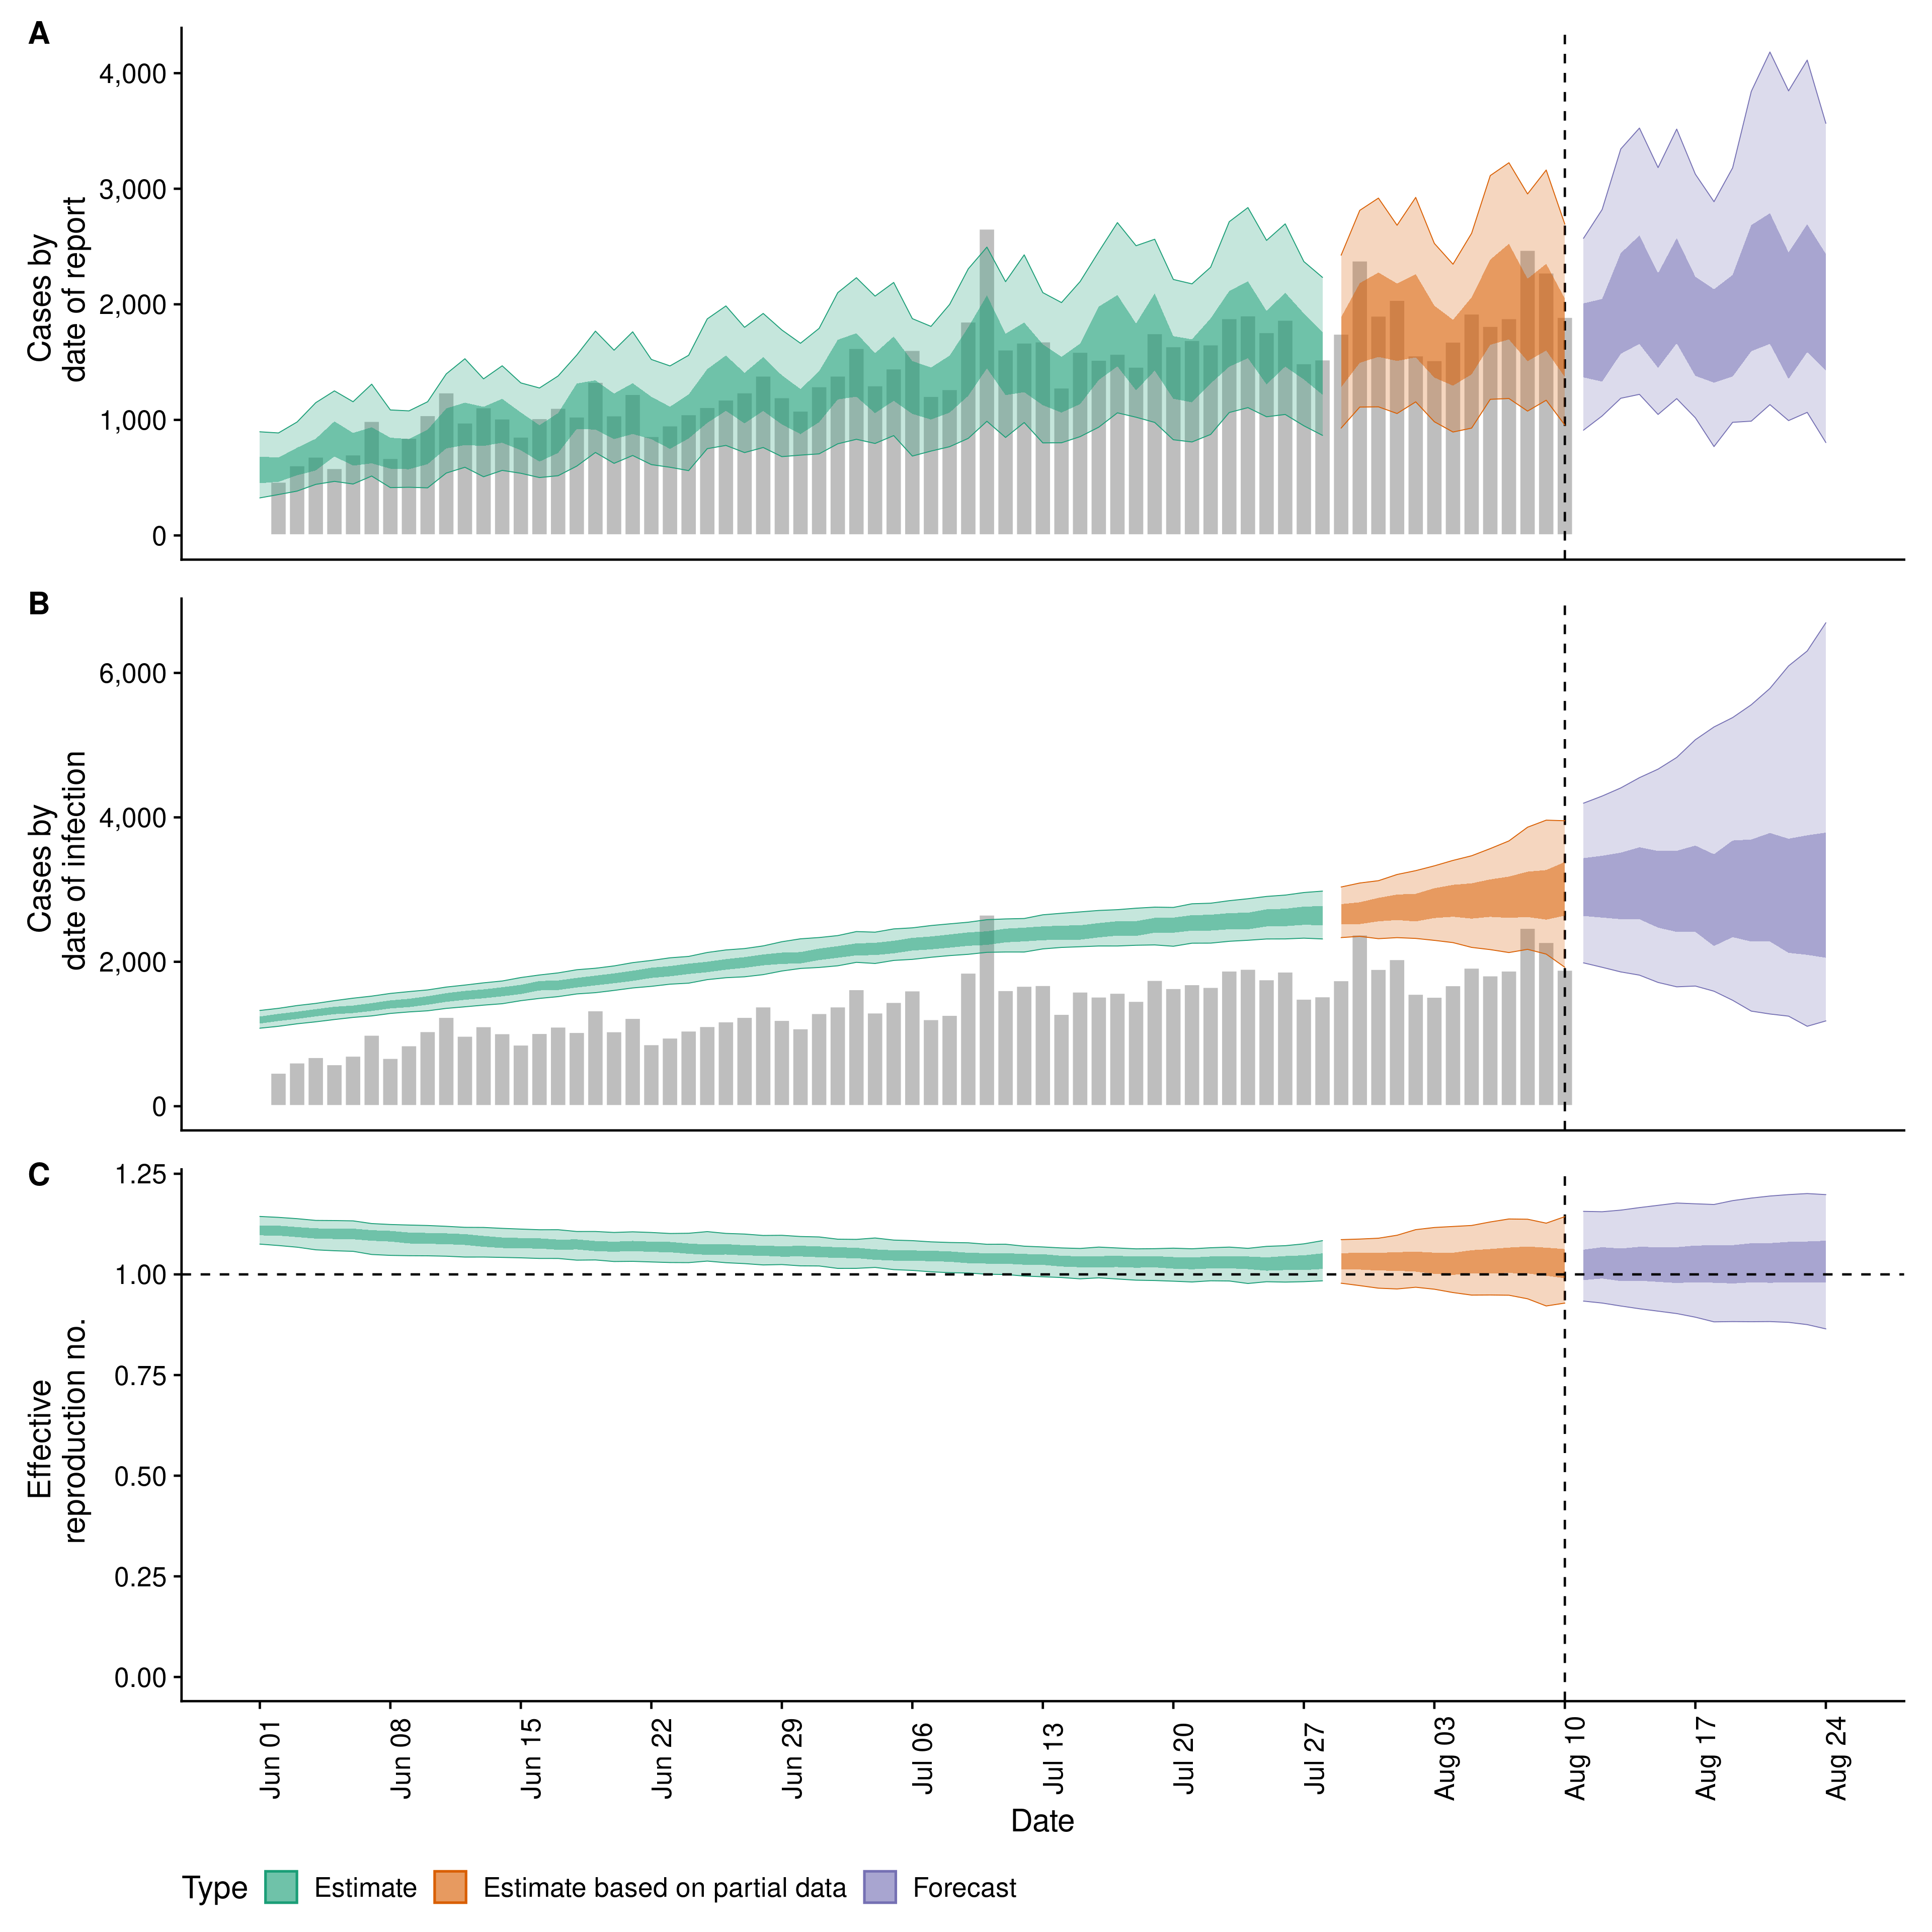 A
4,000
3,000
2,000
1,000
0
Cases by
date of report
B
6,000
4,000
2,000
0
Cases by
date of infection
C
1.25
1.00
0.75
0.50
0.25
0.00
Effective
reproduction no.
Jun 01
Jun 08
Jun 15
Jun 22
Jun 29
Jul 06
Jul 13
Jul 20
Jul 27
Aug 03
Aug 10
Aug 17
Aug 24
Date
Type Estimate Estimate based on partial data Forecast